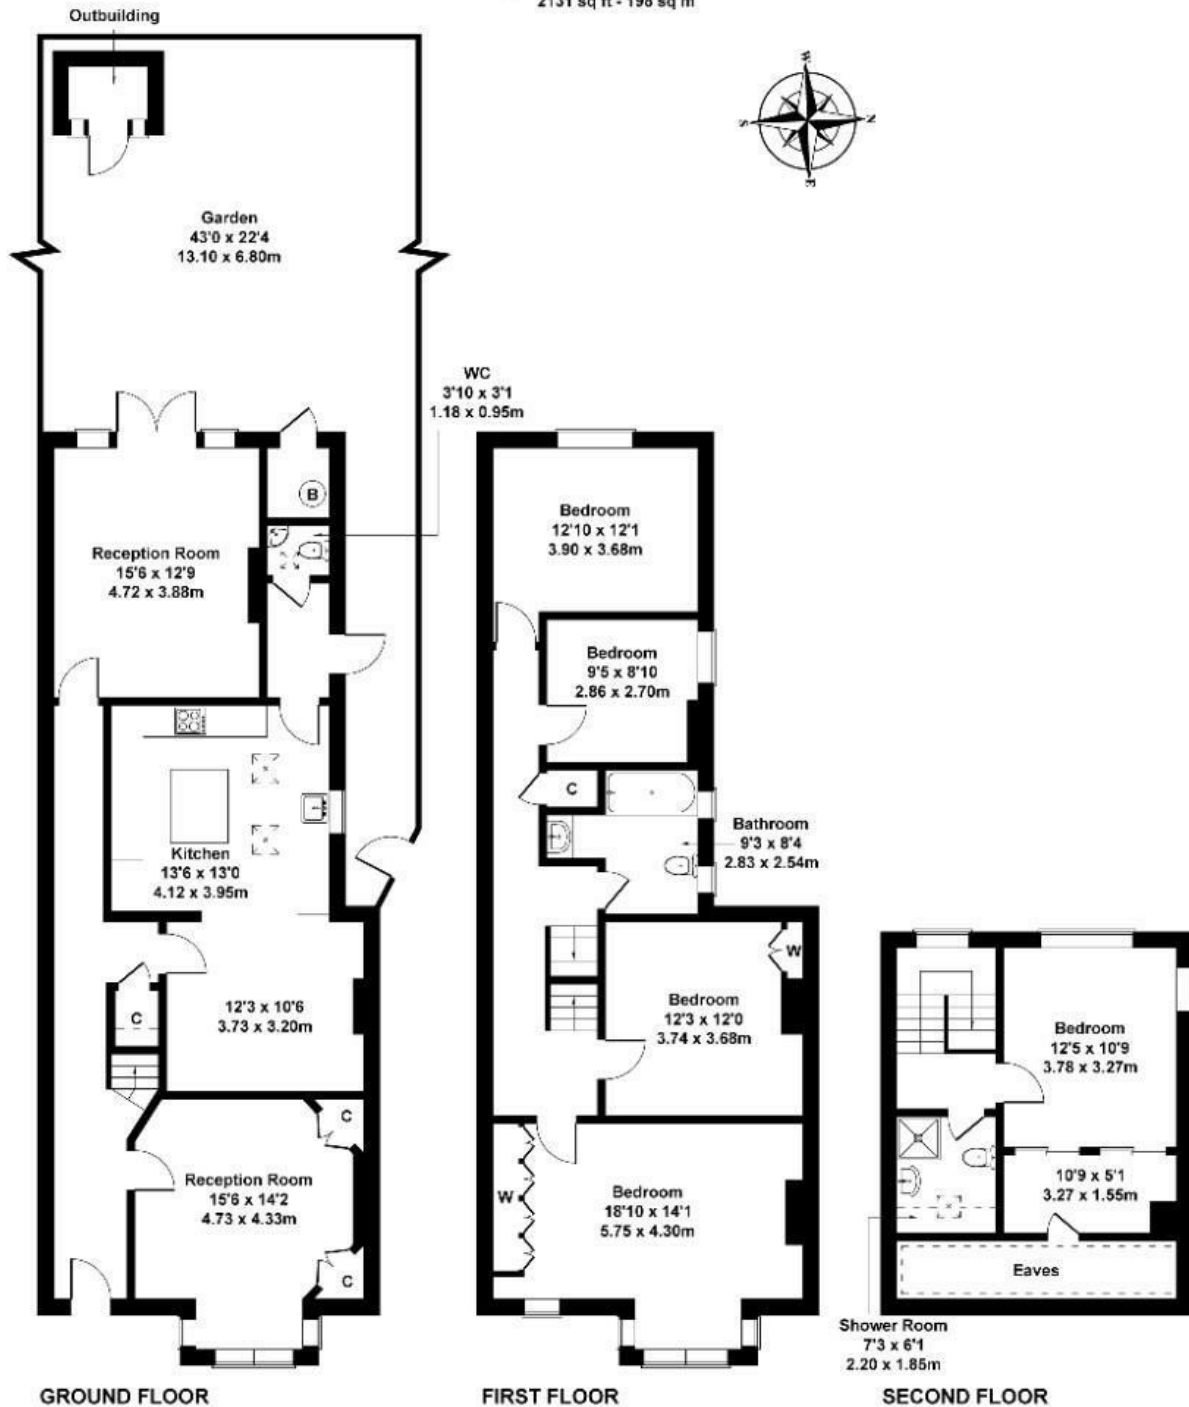 2131 sq ft - 198 sq m
Outbuilding
W
S
N
E
Garden
43'0 x 22'4
13.10 x 6.80m
WC
3'10 x 3'1
1.18 x 0.95m
B
Reception Room
15'6 x 12'9
4.72 x 3.88m
Kitchen
13'6 x 13'0
4.12 x 3.95m
12'3 x 10'6
3.73 x 3.20m
C
C
Reception Room
15'6 x 14'2
4.73 x 4.33m
C
GROUND FLOOR
Bedroom
12'10 x 12'1
3.90 x 3.68m
Bedroom
9'5 x 8'10
2.86 x 2.70m
C
Bathroom
9'3 x 8'4
2.83 x 2.54m
W
Bedroom
12'3 x 12'0
3.74 x 3.68m
W
Bedroom
18'10 x 14'1
5.75 x 4.30m
FIRST FLOOR
Bedroom
12'5 x 10'9
3.78 x 3.27m
10'9 x 5'1
3.27 x 1.55m
Eaves
Shower Room
7'3 x 6'1
2.20 x 1.85m
SECOND FLOOR